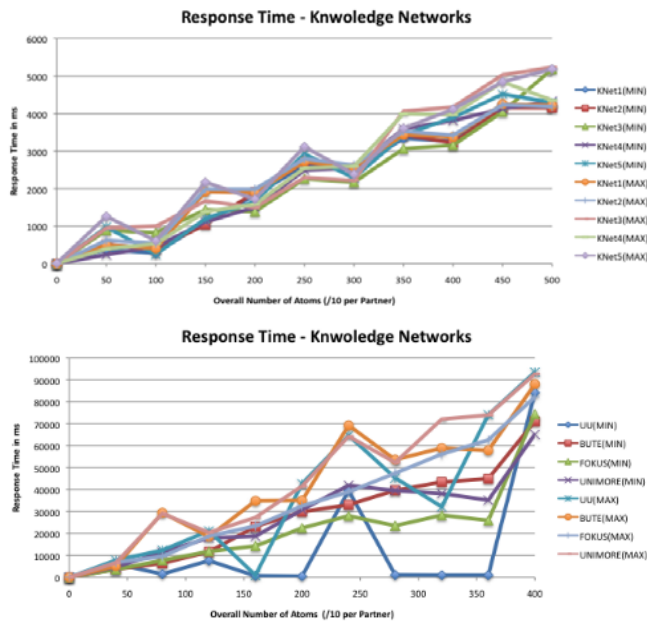 Response Time - Knwoledge Networks
6000
5000
4000
3000
2000
1000
0
Response Time in ms
0 50 100 150 200 250 300 350 400 450 500
Overall Number of Atoms (/10 per Partner)
KNet1(MIN)
KNet2(MIN)
KNet3(MIN)
KNet4(MIN)
KNet5(MIN)
KNet1(MAX)
KNet2(MAX)
KNet3(MAX)
KNet4(MAX)
KNet5(MAX)
Response Time - Knwoledge Networks
100000
90000
80000
70000
60000
50000
40000
30000
20000
10000
0
Response Time in ms
0 50 100 150 200 250 300 350 400
Overall Number of Atoms (/10 per Partner)
UU(MIN)
BUTE(MIN)
FOKUS(MIN)
UNIMORE(MIN)
UU(MAX)
BUTE(MAX)
FOKUS(MAX)
UNIMORE(MAX)